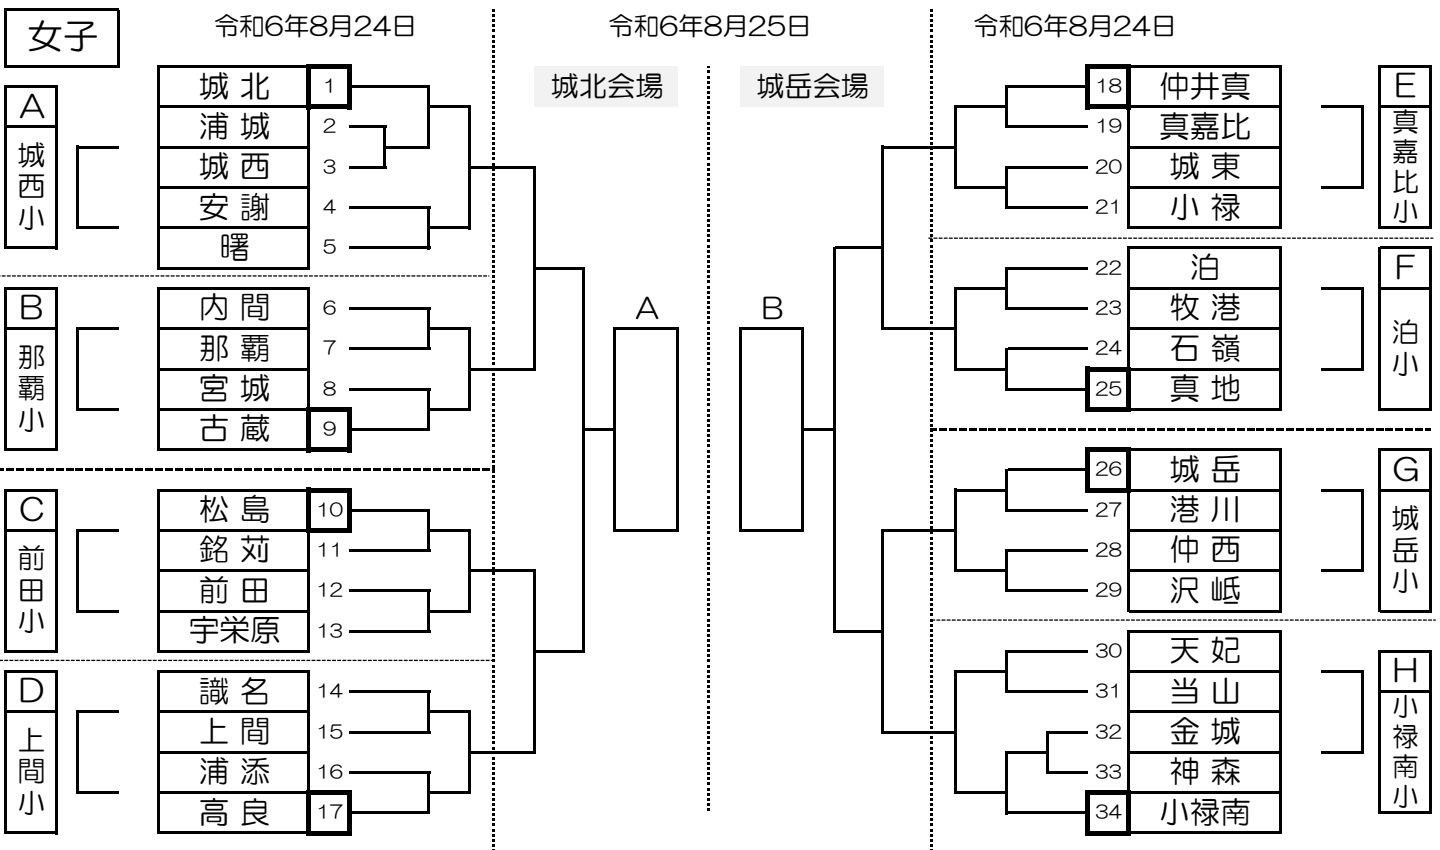 女子
令和6年8月24日
令和6年8月25日
令和6年8月24日
城北会場
城岳会場
A
城西小
城北 1
浦城 2
城西 3
安謝 4
曙 5
B
那覇小
内間 6
那覇 7
宮城 8
古蔵 9
C
前田小
松島 10
銘苅 11
前田 12
宇栄原 13
D
上間小
識名 14
上間 15
浦添 16
高良 17
A
B
18 仲井真
19 真嘉比
20 城東
21 小禄
E
真嘉比小
22 泊
23 牧港
24 石嶺
25 真地
F
泊小
26 城岳
27 港川
28 仲西
29 沢岻
G
城岳小
30 天妃
31 当山
32 金城
33 神森
34 小禄南
H
小禄南小